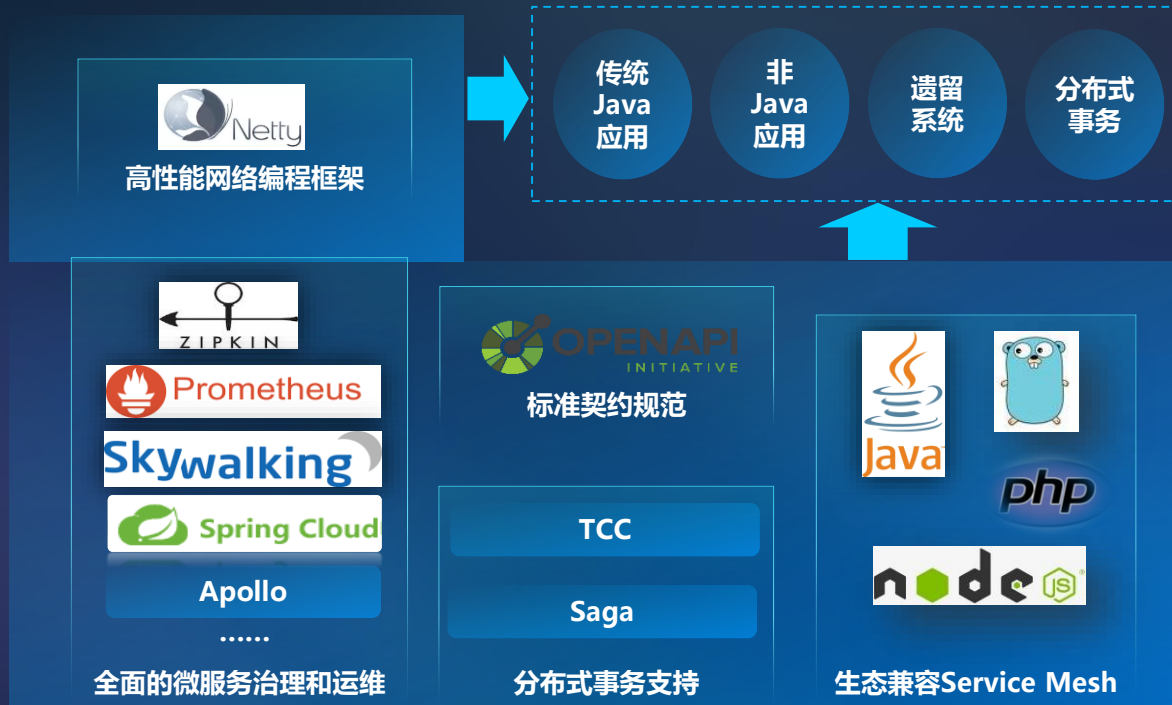 Netty
高性能网络编程框架
传统
Java
应用
非
Java
应用
遗留
系统
分布式
事务
ZIPKIN
Prometheus
Skywalking
Spring Cloud
Apollo
······
全面的微服务治理和运维
OPENAPI
INITIATIVE
标准契约规范
TCC
Saga
分布式事务支持
Java
php
node
JS
生态兼容Service Mesh